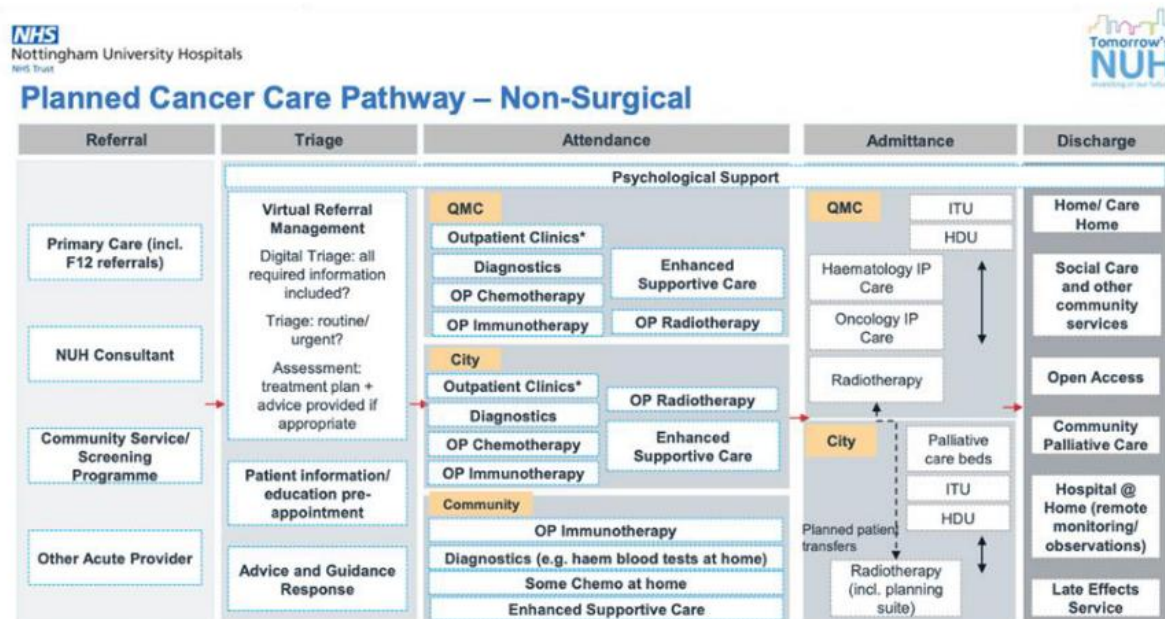 NHS
Nottingham University Hospitals
NHS Trust
Tomorrow's
NUH
Planned Cancer Care Pathway – Non-Surgical
Referral
Triage
Attendance
Admittance
Discharge
Psychological Support
Primary Care (incl.
F12 referrals)
NUH Consultant
Community Service/
Screening
Programme
Other Acute Provider
Virtual Referral
Management
Digital Triage: all
required information
included?
Triage: routine/
urgent?
Assessment:
treatment plan +
advice provided if
appropriate
Patient information/
education pre-
appointment
Advice and Guidance
Response
QMC
Outpatient Clinics*
Diagnostics
OP Chemotherapy
OP Immunotherapy
Enhanced
Supportive Care
OP Radiotherapy
City
Outpatient Clinics*
Diagnostics
OP Chemotherapy
OP Immunotherapy
OP Radiotherapy
Enhanced
Supportive Care
Community
OP Immunotherapy
Diagnostics (e.g. haem blood tests at home)
Some Chemo at home
Enhanced Supportive Care
QMC
ITU
HDU
Haematology IP
Care
Oncology IP
Care
Radiotherapy
City
Palliative
care beds
ITU
HDU
Planned patient
transfers
Radiotherapy
(incl. planning
suite)
Home/ Care
Home
Social Care
and other
community
services
Open Access
Community
Palliative Care
Hospital @
Home (remote
monitoring/
observations)
Late Effects
Service